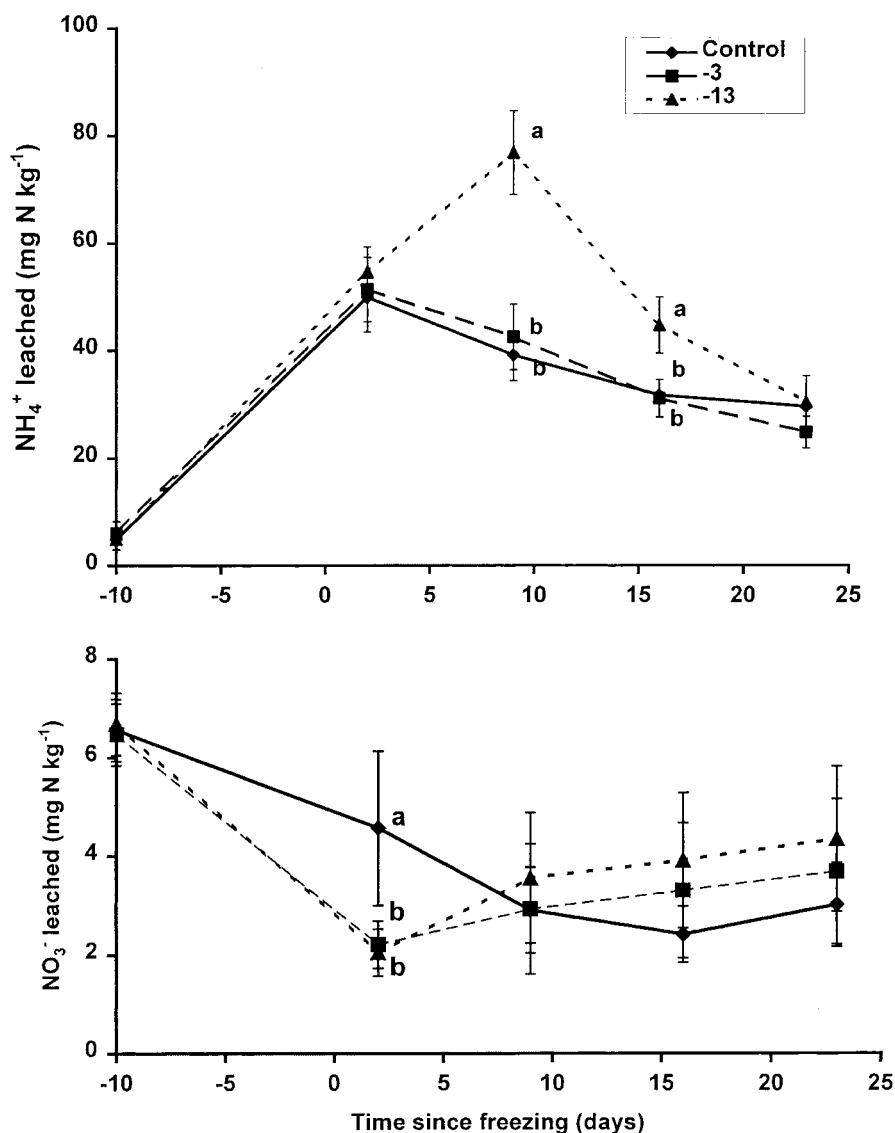 100
80
60
40
20
0
NH₄⁺ leached (mg N kg⁻¹)
Control
-3
-13
a
b
b
a
b
b
-10 -5 0 5 10 15 20 25
8
6
4
2
0
NO₃⁻ leached (mg N kg⁻¹)
a
b
b
-10 -5 0 5 10 15 20 25
Time since freezing (days)